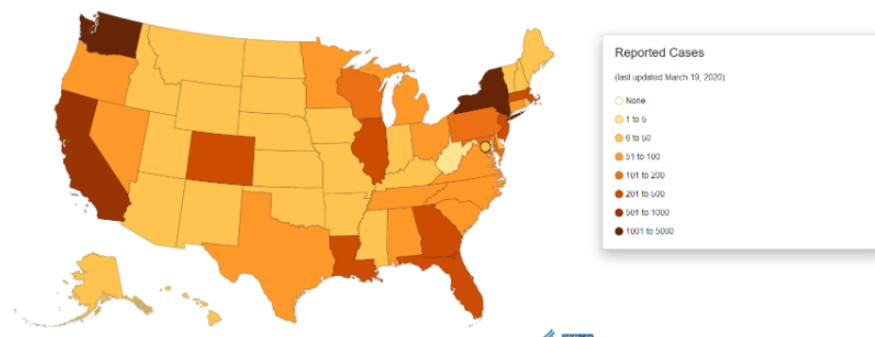 Reported Cases
(last updated March 19, 2020)
None
1 to 5
6 to 50
51 to 100
101 to 200
201 to 500
501 to 1000
1001 to 5000